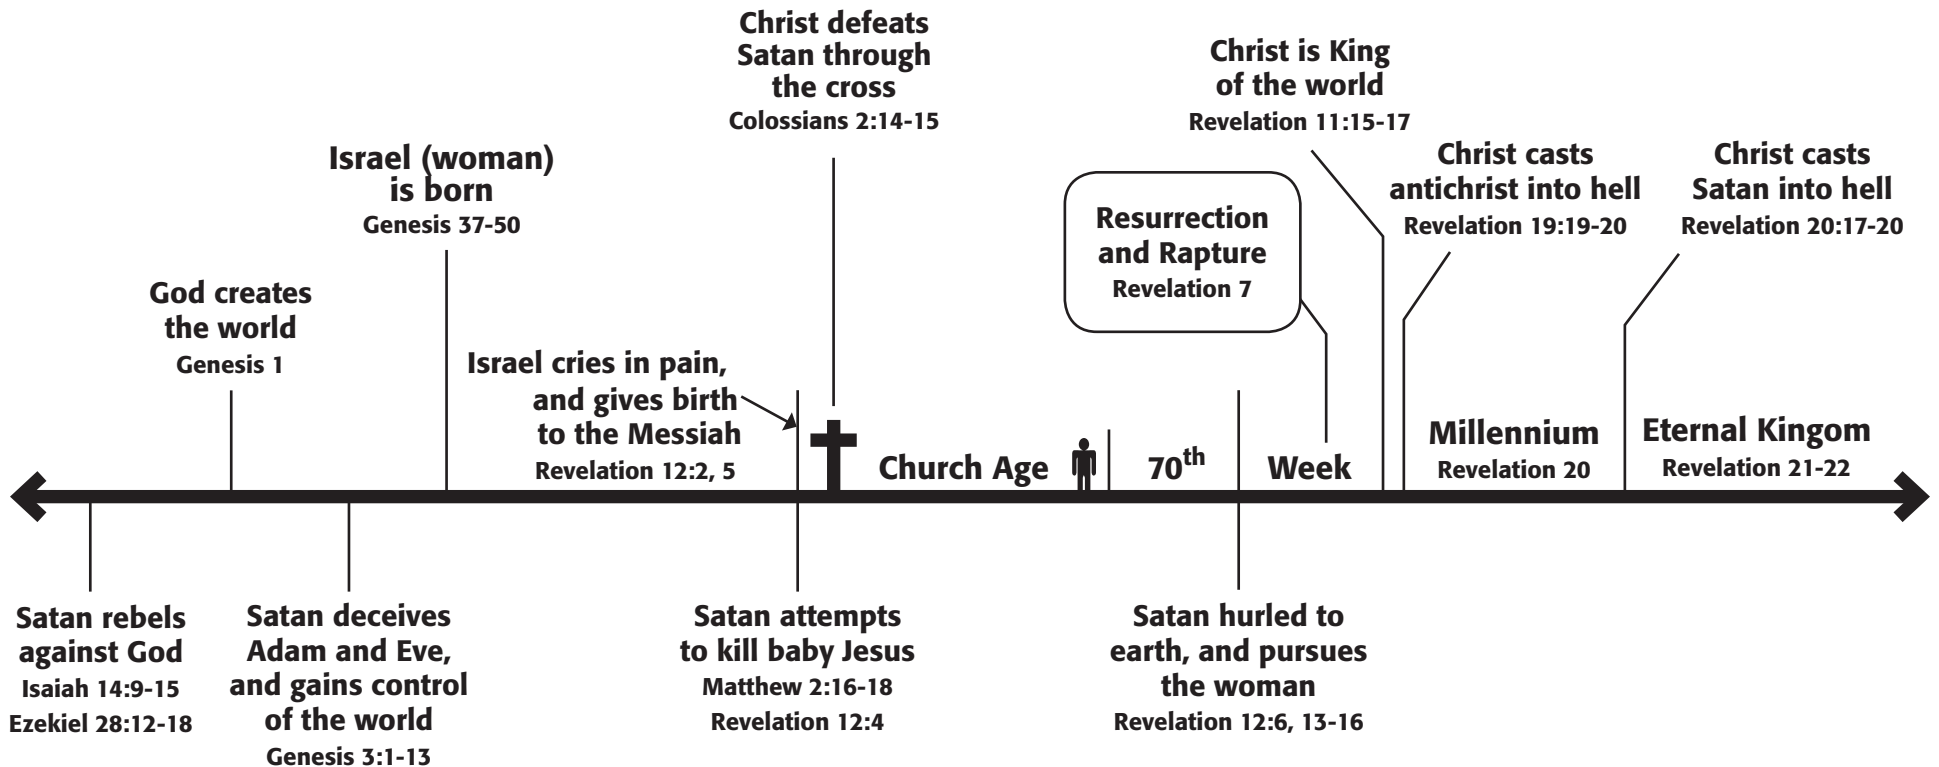 Christ defeats
Satan through
the cross
Colossians 2:14-15
Christ is King
of the world
Revelation 11:15-17
Israel (woman)
is born
Genesis 37-50
Christ casts
antichrist into hell
Revelation 19:19-20
Christ casts
Satan into hell
Revelation 20:17-20
Resurrection
and Rapture
Revelation 7
God creates
the world
Genesis 1
Israel cries in pain,
and gives birth
to the Messiah
Revelation 12:2, 5
Church Age
70th
Week
Millennium
Revelation 20
Eternal Kingom
Revelation 21-22
Satan rebels
against God
Isaiah 14:9-15
Ezekiel 28:12-18
Satan deceives
Adam and Eve,
and gains control
of the world
Genesis 3:1-13
Satan attempts
to kill baby Jesus
Matthew 2:16-18
Revelation 12:4
Satan hurled to
earth, and pursues
the woman
Revelation 12:6, 13-16